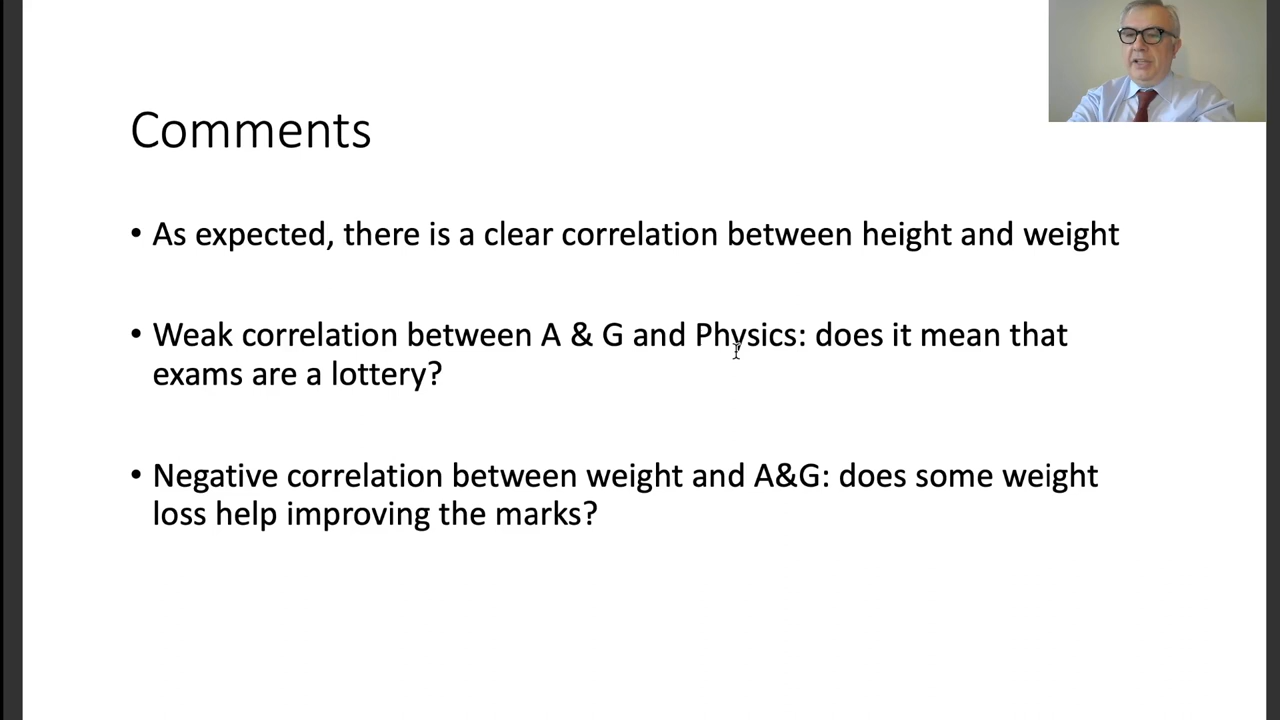 Comments
• As expected, there is a clear correlation between height and weight
• Weak correlation between A & G and Physics: does it mean that
exams are a lottery?
• Negative correlation between weight and A&G: does some weight
loss help improving the marks?